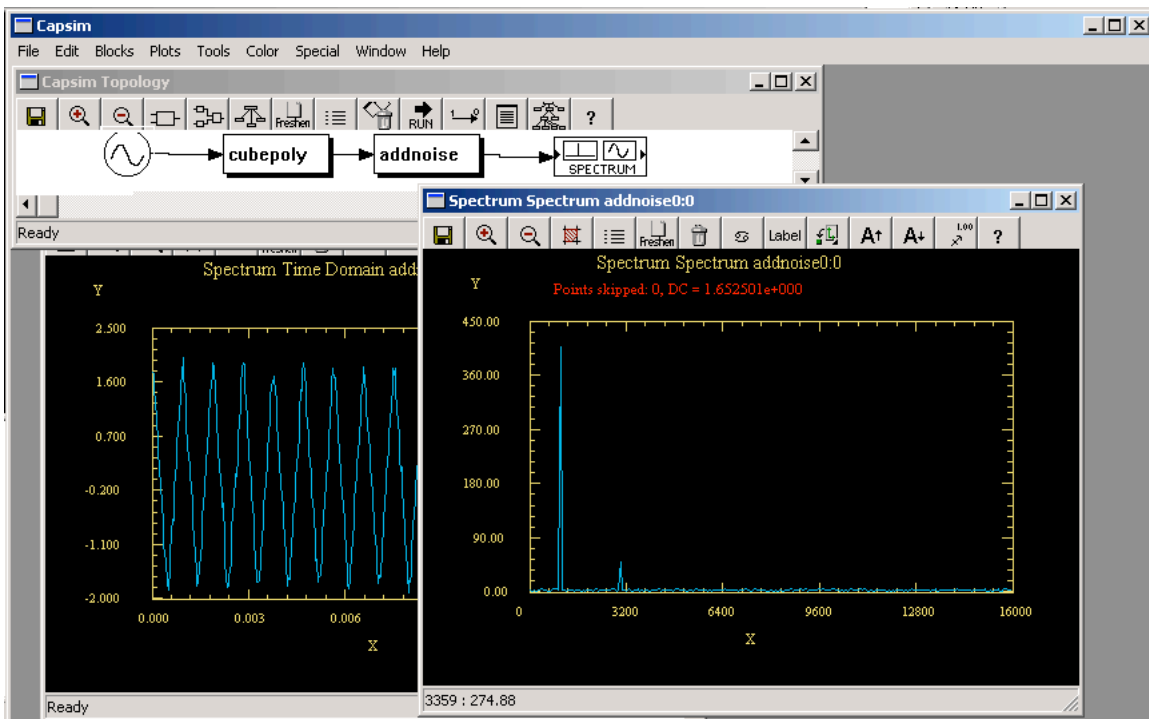 Capsim
File Edit Blocks Plots Tools Color Special Window Help
Capsim Topology
Freshen RUN ?
cubepoly addnoise SPECTRUM
Ready
Spectrum Time Domain add
Y
2.500
1.600
0.700
-0.200
-1.100
-2.000
0.000 0.003 0.006
X
Ready
Spectrum Spectrum addnoise0:0
Freshen Label A A 1.00 ?
Spectrum Spectrum addnoise0:0
Y
Points skipped: 0, DC = 1.652501e+000
450.00
360.00
270.00
180.00
90.00
0.00
0 3200 6400 9600 12800 16000
X
3359 : 274.88